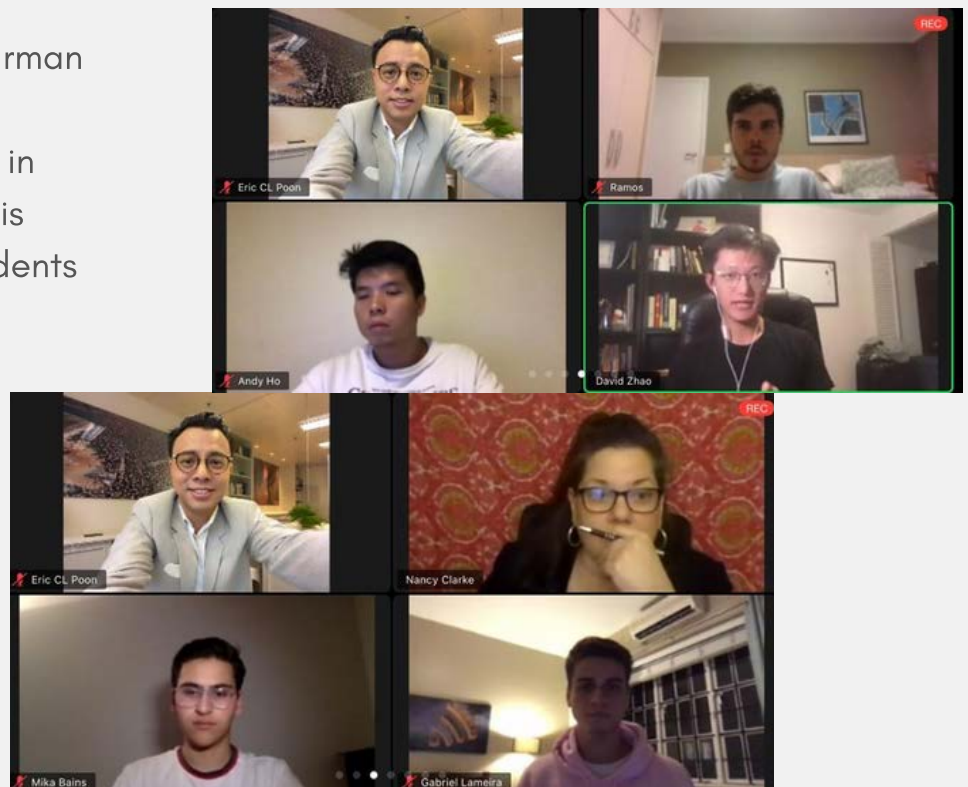 rman
in
is
dents
REC
Eric CL Poon
Ramos
Andy Ho
David Zhao
REC
Eric CL Poon
Nancy Clarke
Mika Bains
Gabriel Lameira